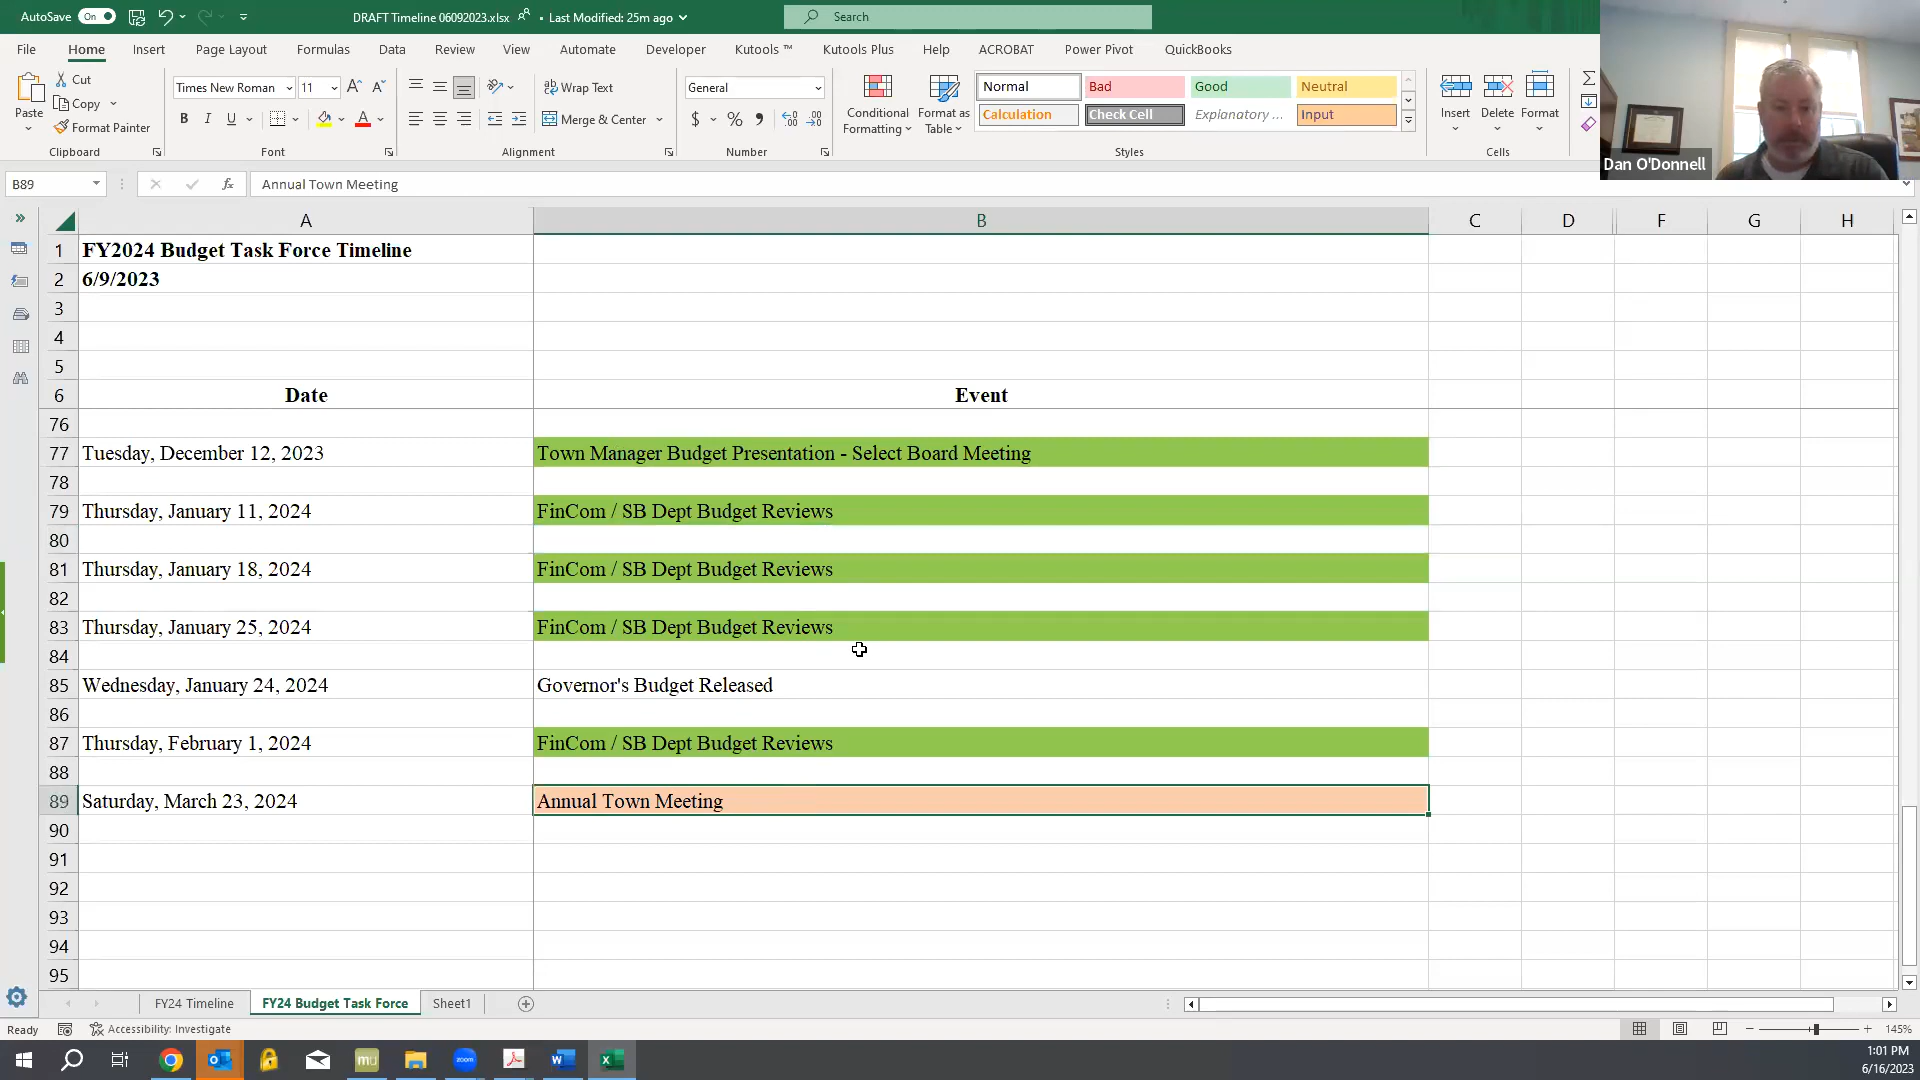 AutoSave On DRAFT Timeline 06092023.xlsx • Last Modified: 25m ago Search
File Home Insert Page Layout Formulas Data Review View Automate Developer Kutools ™ Kutools Plus Help ACROBAT Power Pivot QuickBooks
Paste Cut
Copy
Format Painter
Clipboard
Times New Roman 11
B I U
Font
Wrap Text
Merge & Center
Alignment
General
$ % 9
Number
Conditional Formatting
Format as Table
Normal Bad Good Neutral
Calculation Check Cell Explanatory ... Input
Styles
Insert Delete Format
Cells
Dan O'Donnell
B89 fx Annual Town Meeting
A B C D F G H
1 FY2024 Budget Task Force Timeline
2 6/9/2023
3
4
5
6 Date Event
76
77 Tuesday, December 12, 2023 Town Manager Budget Presentation - Select Board Meeting
78
79 Thursday, January 11, 2024 FinCom / SB Dept Budget Reviews
80
81 Thursday, January 18, 2024 FinCom / SB Dept Budget Reviews
82
83 Thursday, January 25, 2024 FinCom / SB Dept Budget Reviews
84
85 Wednesday, January 24, 2024 Governor's Budget Released
86
87 Thursday, February 1, 2024 FinCom / SB Dept Budget Reviews
88
89 Saturday, March 23, 2024 Annual Town Meeting
90
91
92
93
94
95
FY24 Timeline FY24 Budget Task Force Sheet1
Ready Accessibility: Investigate 145%
mu zoom
1:01 PM
6/16/2023